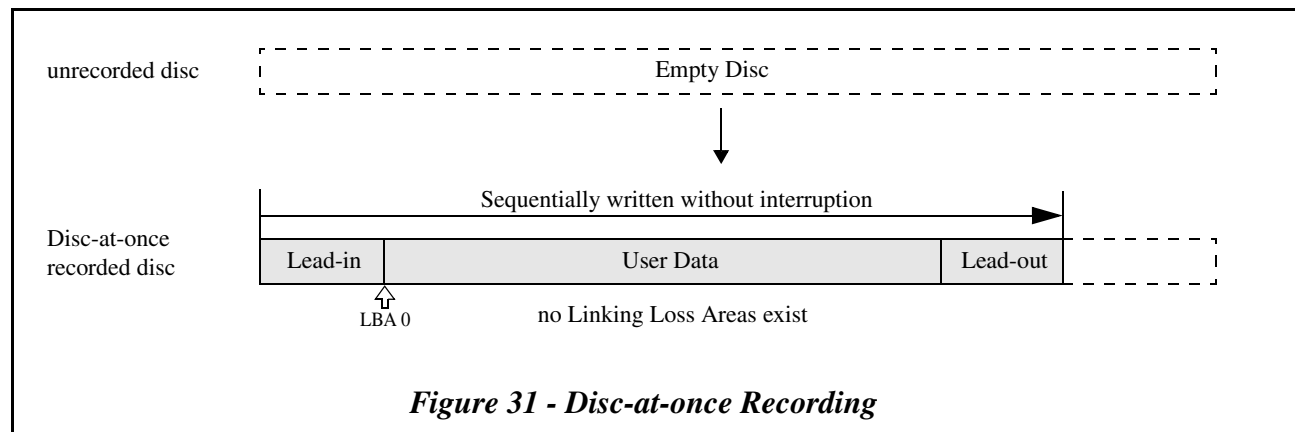 unrecorded disc
Empty Disc
Sequentially written without interruption
Disc-at-once
recorded disc
Lead-in
User Data
Lead-out
LBA 0
no Linking Loss Areas exist
Figure 31 - Disc-at-once Recording